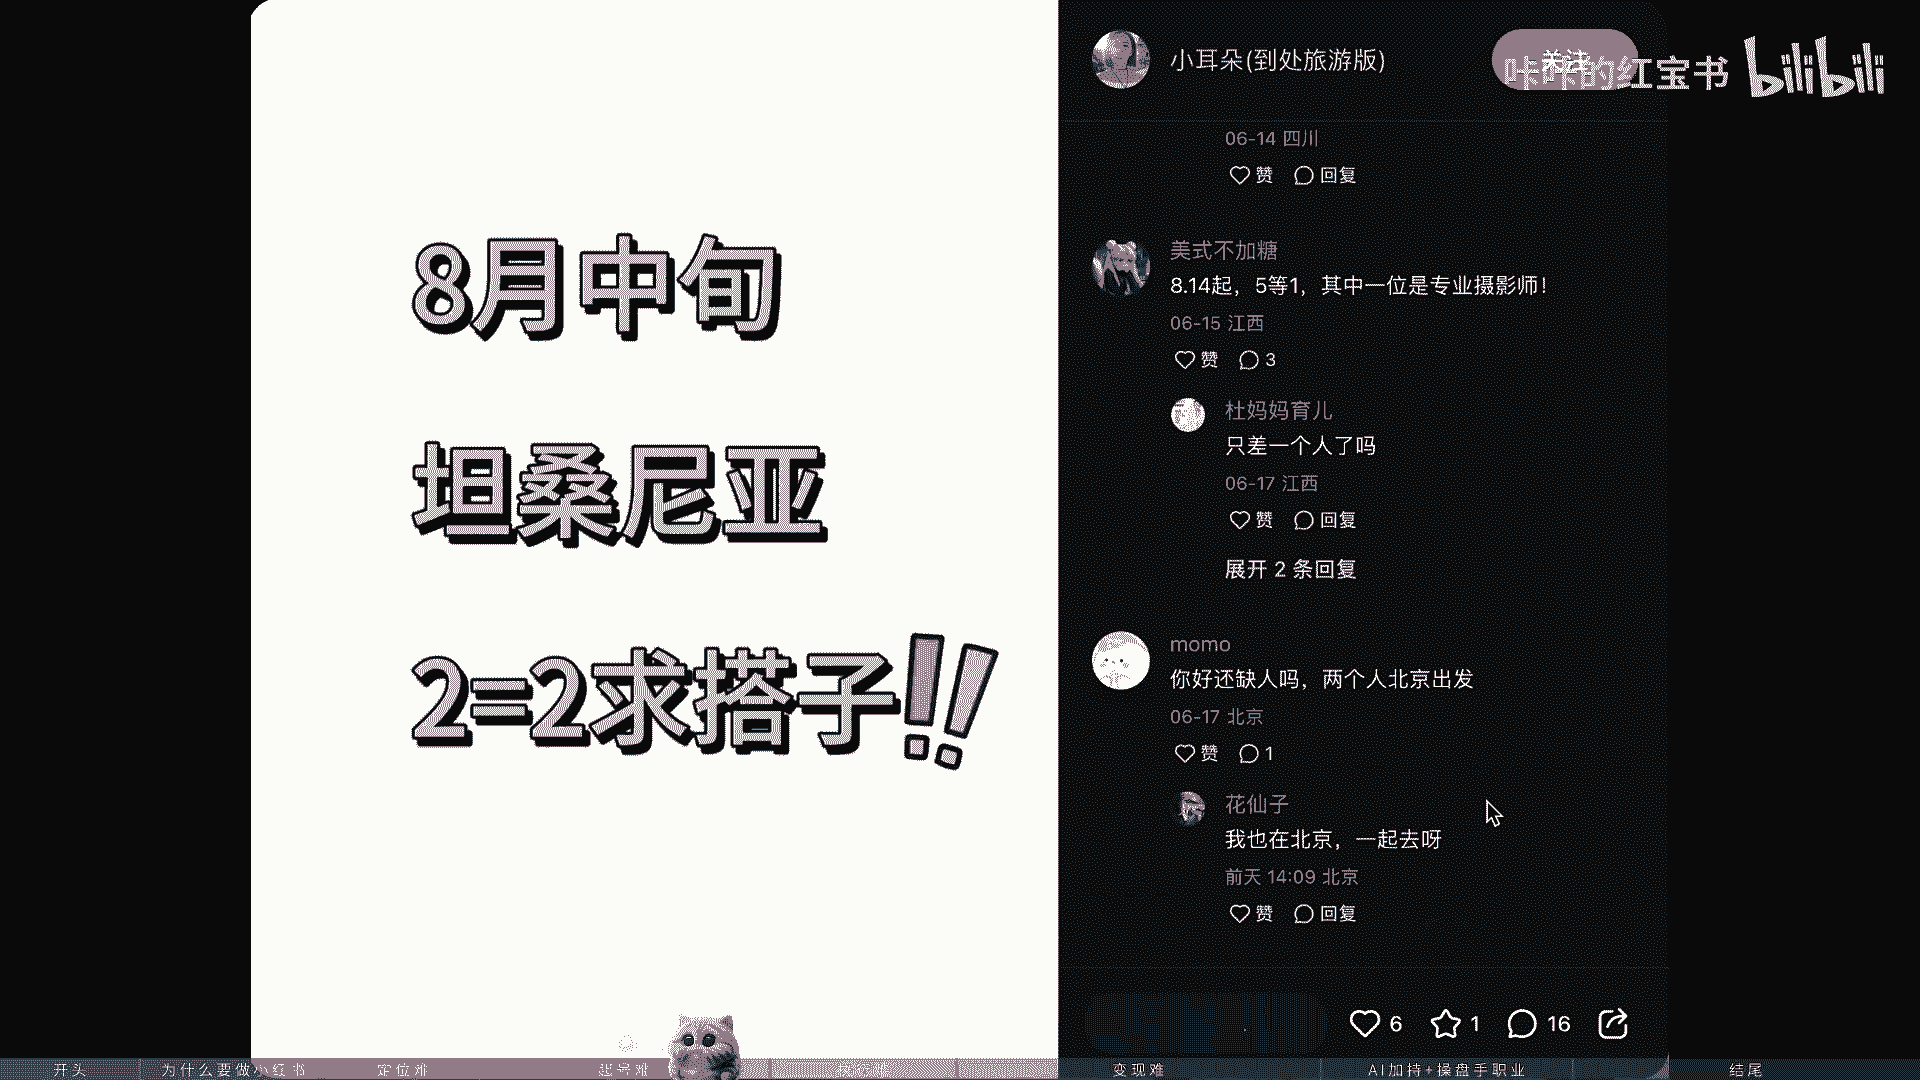 8月中旬
坦桑尼亚
2=2求搭子!!
小耳朵(到处旅游版)
关注
咔咔的红宝书 bilibili
06-14 四川
赞 回复
美式不加糖
8.14起，5等1，其中一位是专业摄影师！
06-15 江西
赞 3
杜妈妈育儿
只差一个人了吗
06-17 江西
赞 回复
展开 2 条回复
momo
你好还缺人吗，两个人北京出发
06-17 北京
赞 1
花仙子
我也在北京，一起去呀
前天 14:09 北京
赞 回复
6 1 16
开头 为什么要做小红书 定位难 起号难 变现难 AI加持+操盘手职业 结尾